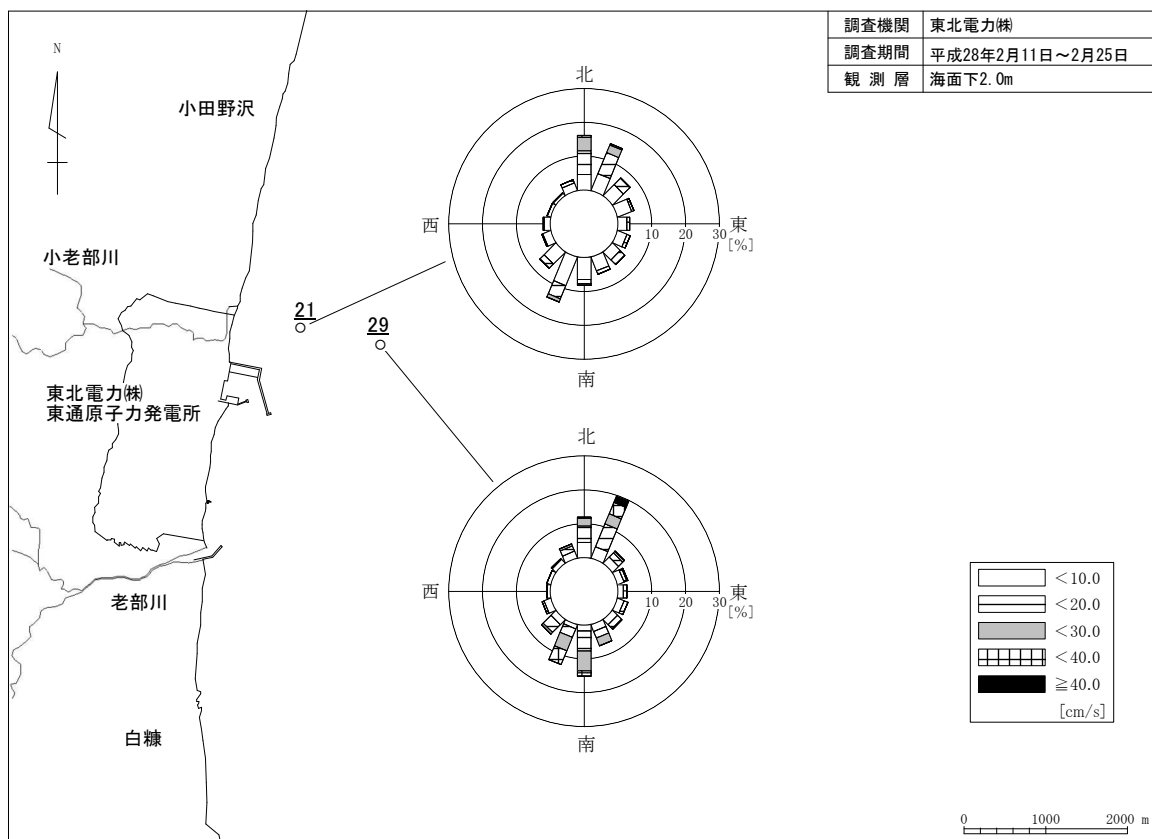 調査機関 東北電力㈱
調査期間 平成28年2月11日～2月25日
観測層 海面下2.0m
N
小田野沢
小老部川
21
29
東北電力㈱
東通原子力発電所
老部川
白糠
北
西
東
10 20 30
[%]
南
北
西
東
10 20 30
[%]
南
＜10.0
＜20.0
＜30.0
＜40.0
≧40.0
[cm/s]
0 1000 2000 m